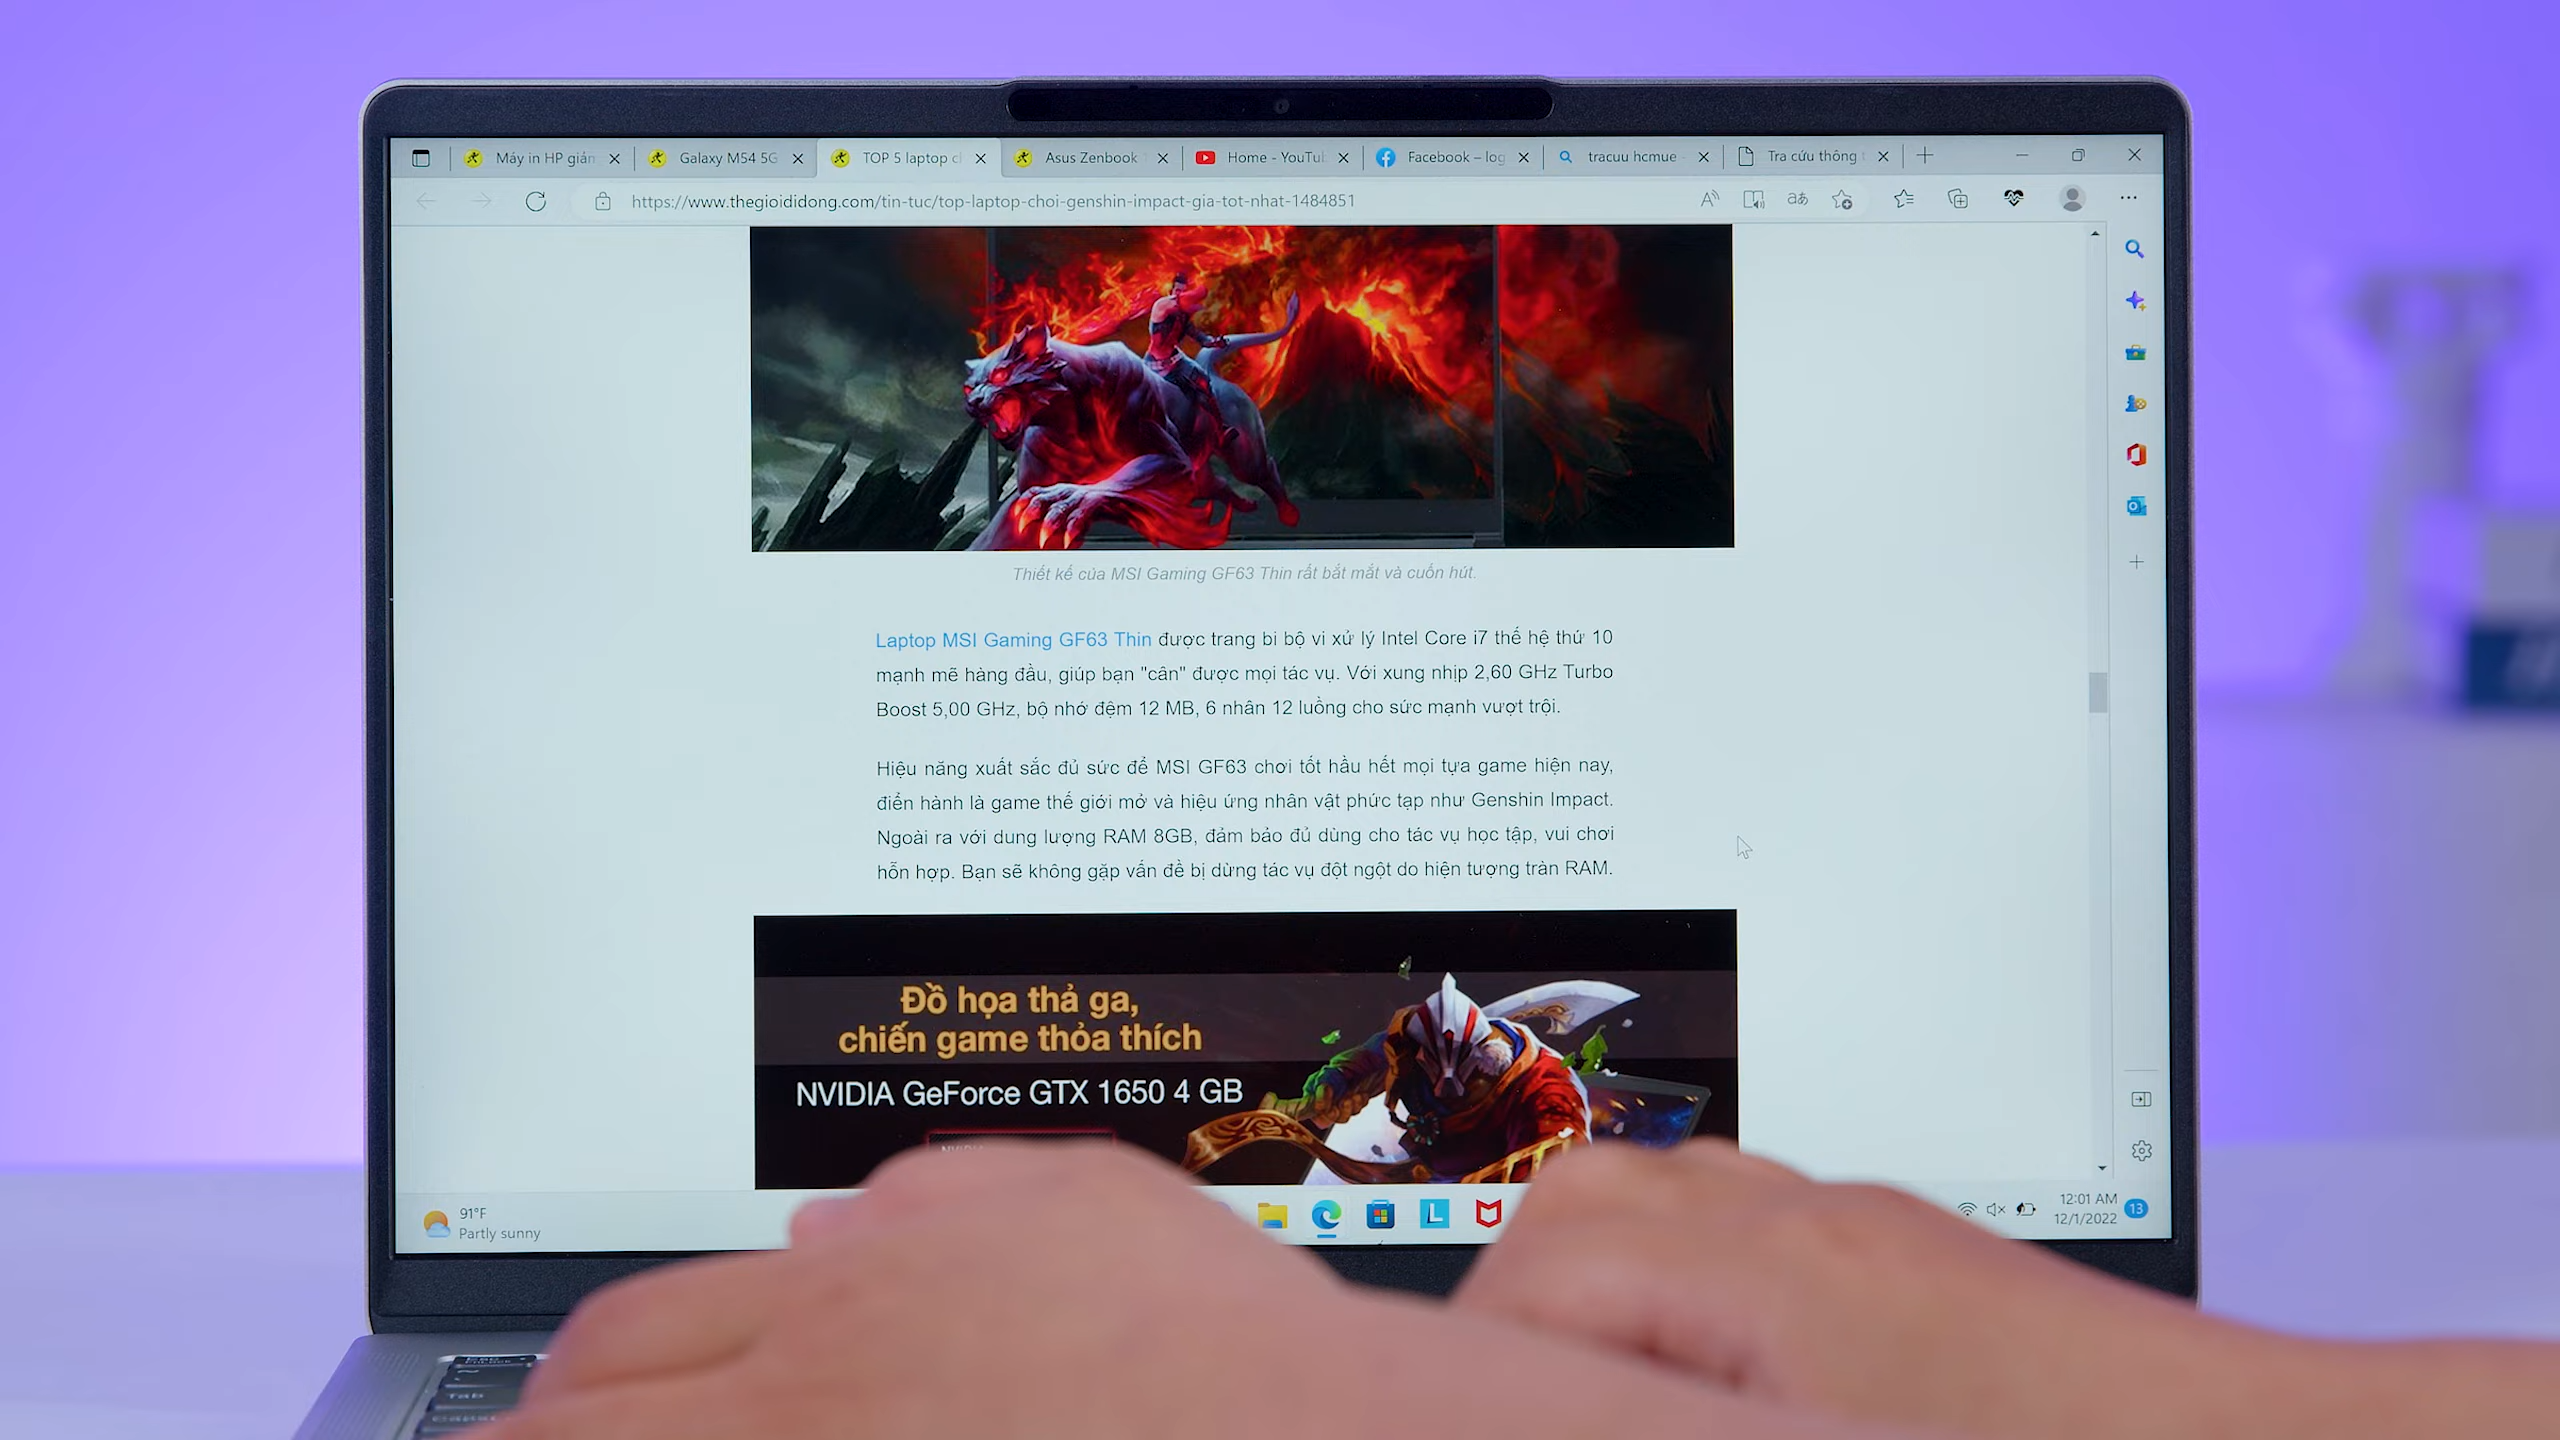 Máy in HP giản
Galaxy M54 5G
TOP 5 laptop c
Asus Zenbook
Home - YouTu
Facebook – log
tracuu hcmue -
Tra cứu thông t
https://www.thegioididong.com/tin-tuc/top-laptop-choi-genshin-impact-gia-tot-nhat-1484851
Thiết kế của MSI Gaming GF63 Thin rất bắt mắt và cuốn hút.
Laptop MSI Gaming GF63 Thin được trang bi bộ vi xử lý Intel Core i7 thế hệ thứ 10
mạnh mẽ hàng đầu, giúp bạn "cân" được mọi tác vụ. Với xung nhịp 2,60 GHz Turbo
Boost 5,00 GHz, bộ nhớ đệm 12 MB, 6 nhân 12 luồng cho sức mạnh vượt trội.
Hiệu năng xuất sắc đủ sức để MSI GF63 chơi tốt hầu hết mọi tựa game hiện nay,
điển hành là game thế giới mở và hiệu ứng nhân vật phức tạp như Genshin Impact.
Ngoài ra với dung lượng RAM 8GB, đảm bảo đủ dùng cho tác vụ học tập, vui chơi
hỗn hợp. Bạn sẽ không gặp vấn đề bị dừng tác vụ đột ngột do hiện tượng tràn RAM.
Đồ họa thả ga,
chiến game thỏa thích
NVIDIA GeForce GTX 1650 4 GB
91°F
Partly sunny
12:01 AM
12/1/2022
13
Esc
Tab